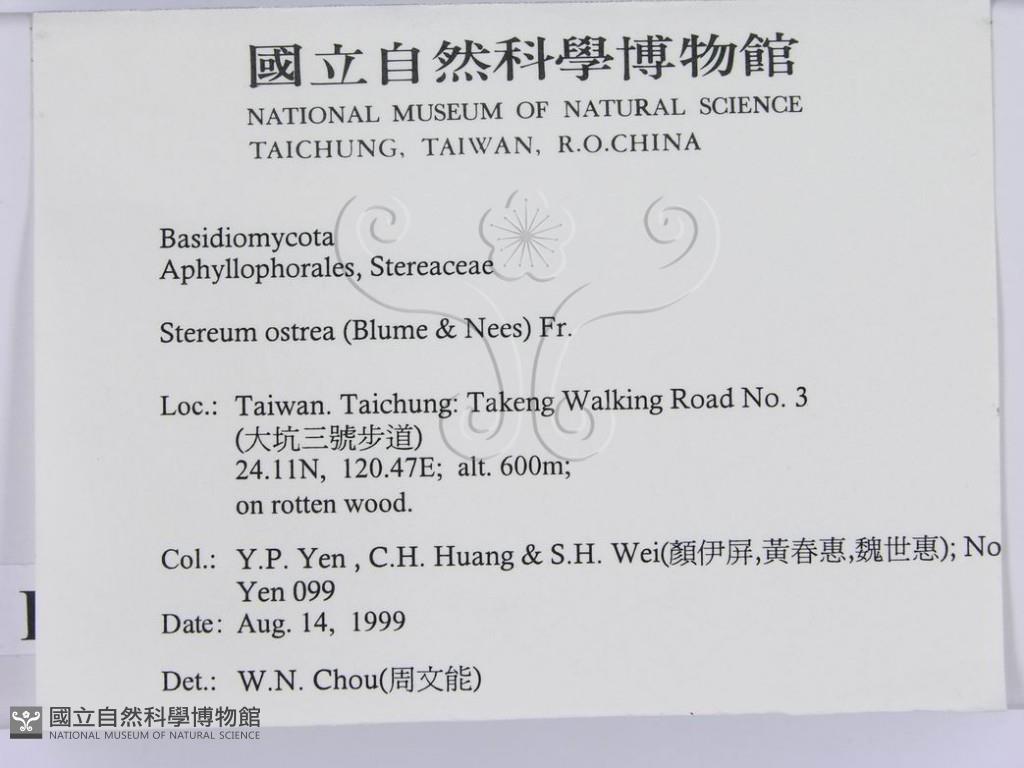 國立自然科學博物館
NATIONAL MUSEUM OF NATURAL SCIENCE
TAICHUNG, TAIWAN, R.O.CHINA
Basidiomycota
Aphyllophorales, Stereaceae
Stereum ostrea (Blume & Nees) Fr.
Loc.: Taiwan. Taichung: Takeng Walking Road No. 3
(大坑三號步道)
24.11N, 120.47E; alt. 600m;
on rotten wood.
Col.: Y.P. Yen , C.H. Huang & S.H. Wei(顏伊屏,黃春惠,魏世惠); No
Yen 099
Date: Aug. 14, 1999
Det.: W.N. Chou(周文能)
國立自然科學博物館
NATIONAL MUSEUM OF NATURAL SCIENCE